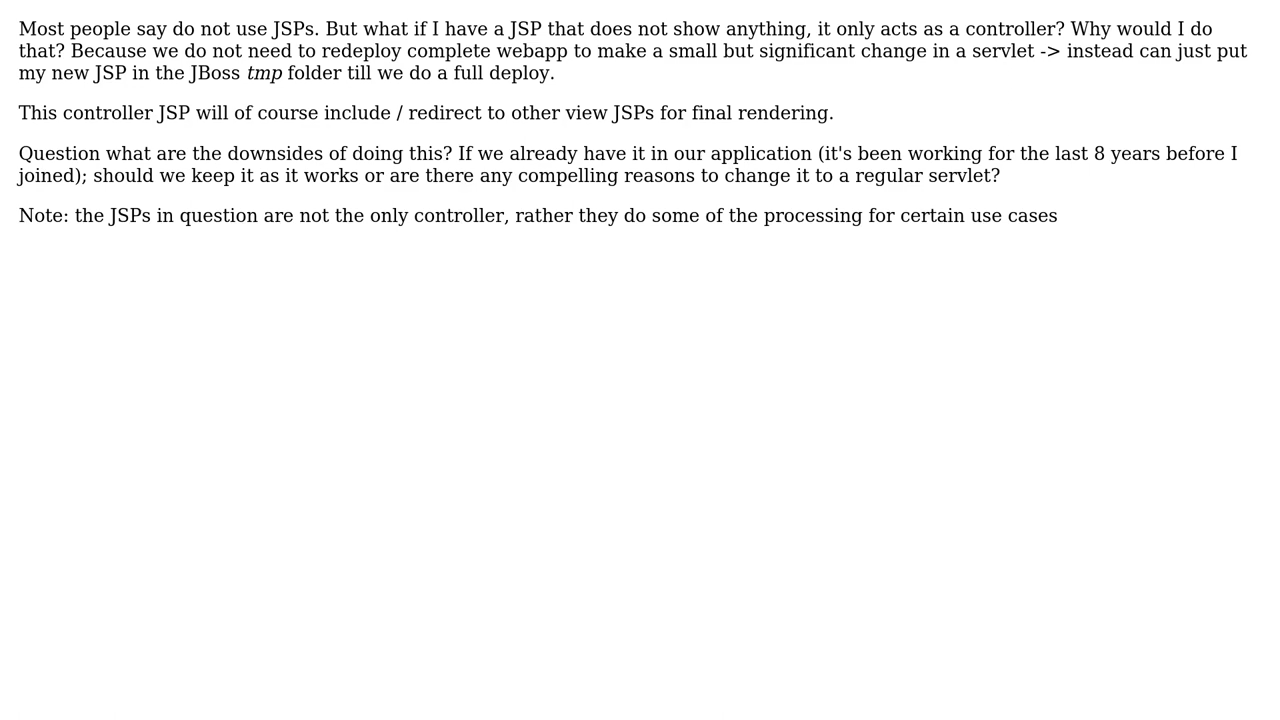 Most people say do not use JSPs. But what if I have a JSP that does not show anything, it only acts as a controller? Why would I do
that? Because we do not need to redeploy complete webapp to make a small but significant change in a servlet -> instead can just put
my new JSP in the JBoss tmp folder till we do a full deploy.
This controller JSP will of course include / redirect to other view JSPs for final rendering.
Question what are the downsides of doing this? If we already have it in our application (it's been working for the last 8 years before I
joined); should we keep it as it works or are there any compelling reasons to change it to a regular servlet?
Note: the JSPs in question are not the only controller, rather they do some of the processing for certain use cases